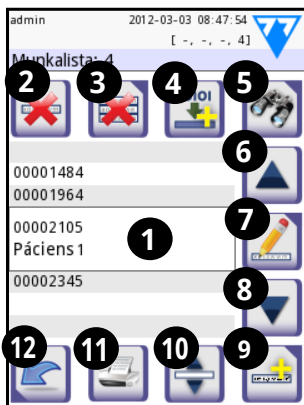 admin 2012-03-03 08:47:54
[ -, -, -, 4]
Munkalista: 4
2 3 4 5
6
00001484
00001964
7
00002105
1
Páciens 1
00002345
8
12 11 10 9